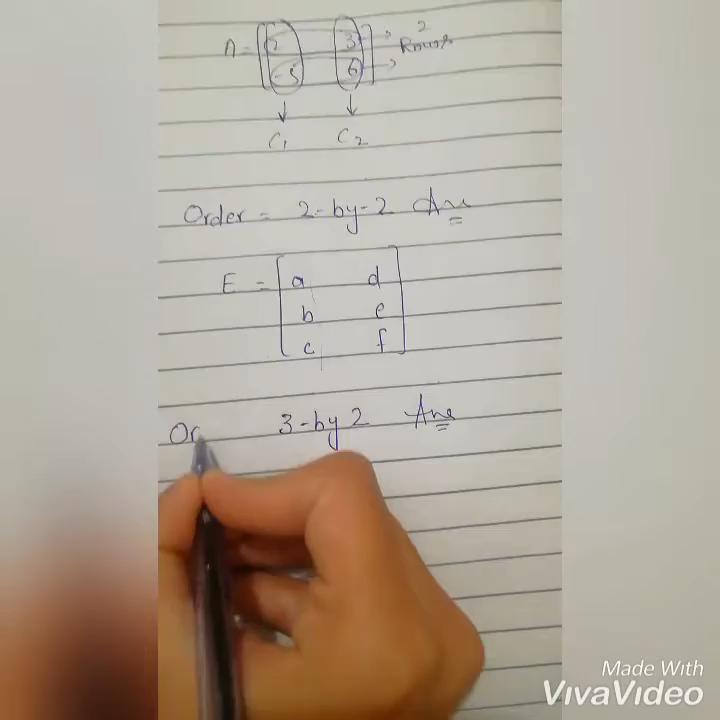 A = [2 3] → 2
[-5 6] → Rows
↓ ↓
C1 C2
Order = 2-by-2 Ans
E = [a d]
[b e]
[c f]
Or 3-by 2 Ans
Made With
VivaVideo